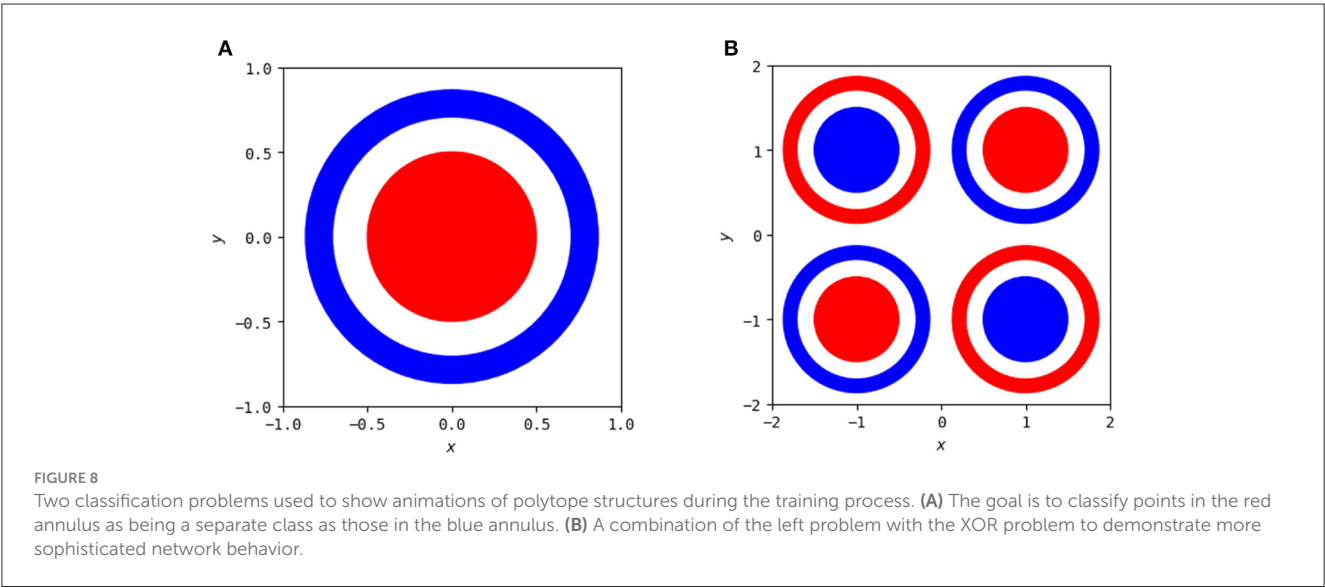 A
B
1.0
0.5
0.0
−0.5
−1.0
y
−1.0 −0.5 0.0 0.5 1.0
x
2
1
0
−1
−2
y
−2 −1 0 1 2
x
FIGURE 8
Two classification problems used to show animations of polytope structures during the training process. (A) The goal is to classify points in the red
annulus as being a separate class as those in the blue annulus. (B) A combination of the left problem with the XOR problem to demonstrate more
sophisticated network behavior.